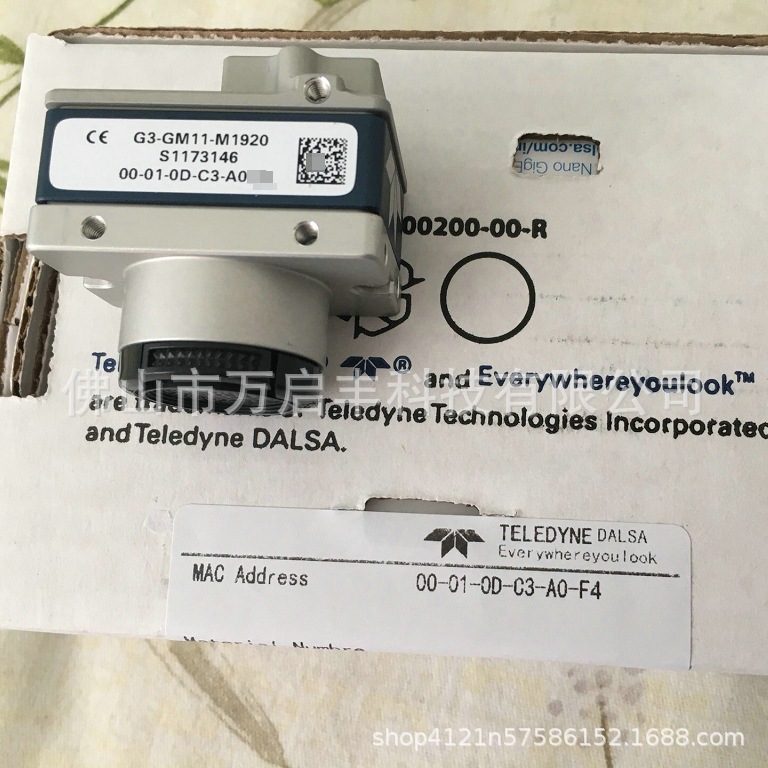 CE G3-GM11-M1920
S1173146
00-01-0D-C3-A0
Nano GigE
lsa.com/
00200-00-R
and Everywhereyoulook™
佛山市万启丰科技有限公司
are Teledyne Technologies Incorporated
and Teledyne DALSA.
TELEDYNE DALSA
Everywhereyoulook
MAC Address 00-01-0D-C3-A0-F4
shop4121n57586152.1688.com